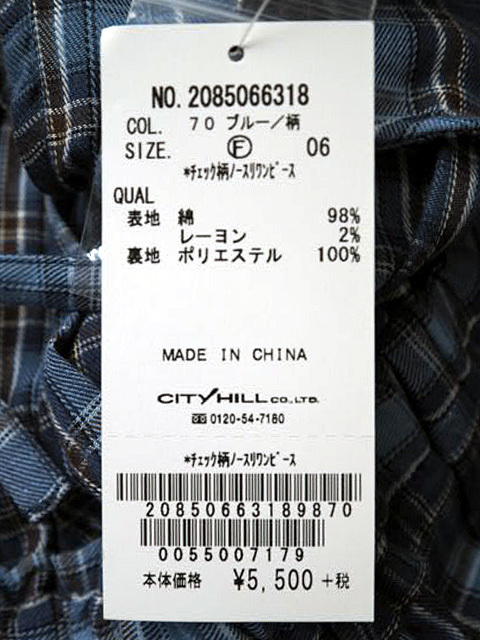 NO. 2085066318
COL. 70 ブルー/柄
SIZE. Ⓕ 06
*チェック柄ノースリワンピース
QUAL
表地 綿 98%
レーヨン 2%
裏地 ポリエステル 100%
MADE IN CHINA
CITY HILL CO.,LTD.
0120-54-7180
*チェック柄ノースリワンピース
20850663189870
0055007179
本体価格 ¥5,500+税